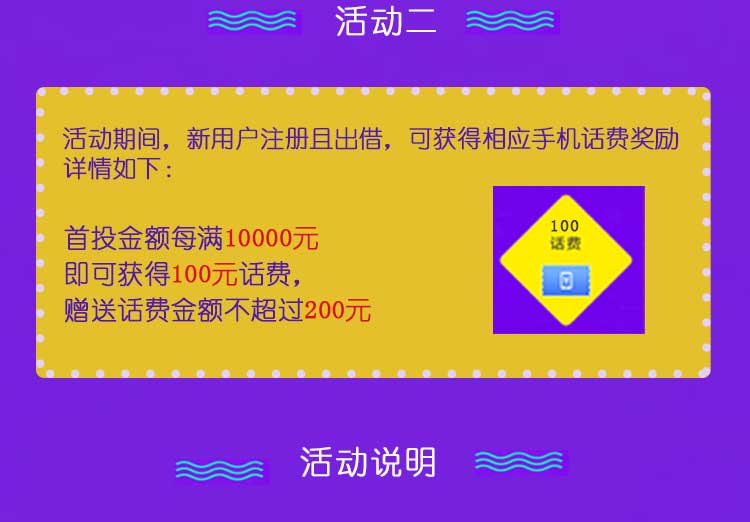 活动二
活动期间，新用户注册且出借，可获得相应手机话费奖励
详情如下：
首投金额每满10000元
即可获得100元话费，
赠送话费金额不超过200元
100
话费
活动说明